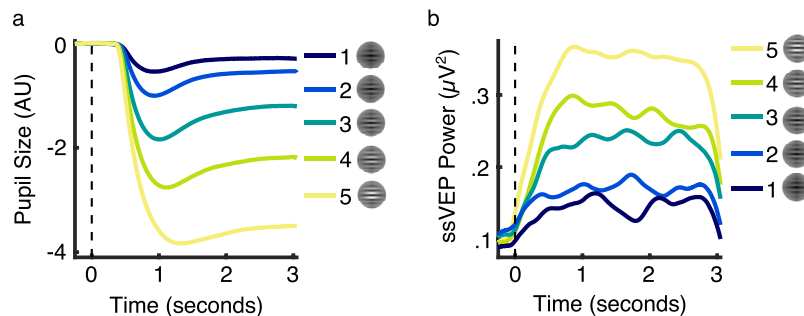 a
0
-2
-4
Pupil Size (AU)
0 1 2 3
Time (seconds)
1
2
3
4
5
b
.3
.2
.1
ssVEP Power (μV²)
0 1 2 3
Time (seconds)
5
4
3
2
1